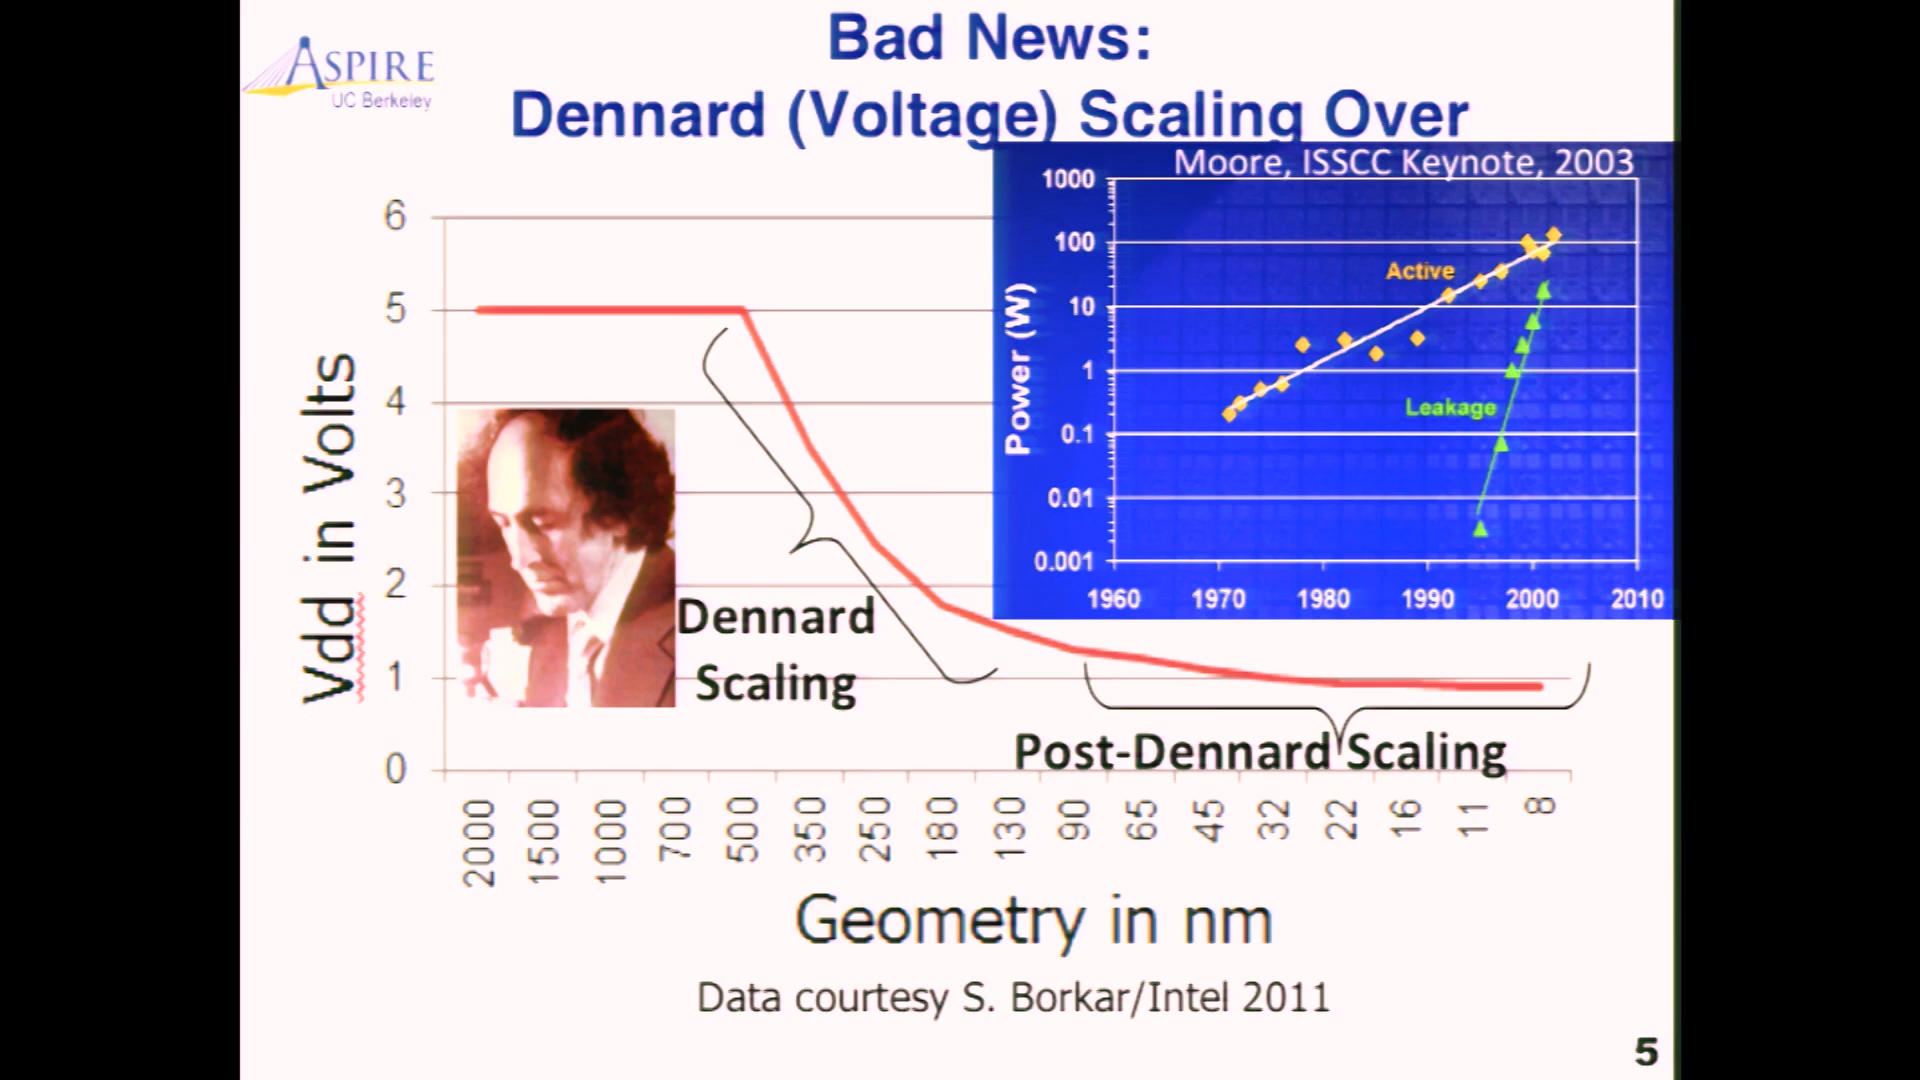 ASPIRE
UC Berkeley
Bad News:
Dennard (Voltage) Scaling Over
Moore, ISSCC Keynote, 2003
1000
100
10
1
0.1
0.01
0.001
Power (W)
Active
Leakage
1960 1970 1980 1990 2000 2010
Vdd in Volts
6
5
4
3
2
1
0
Dennard
Scaling
Post-Dennard Scaling
2000 1500 1000 700 500 350 250 180 130 90 65 45 32 22 16 11 8
Geometry in nm
Data courtesy S. Borkar/Intel 2011
5